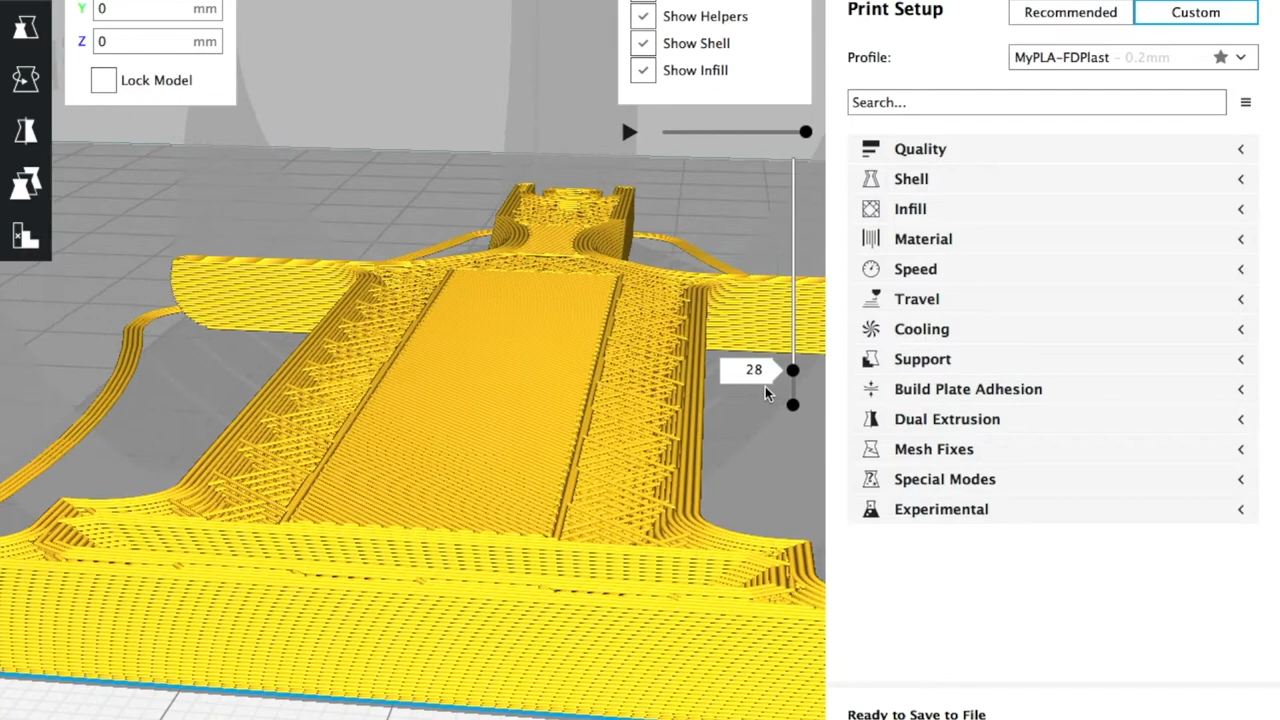 Y 0 mm
Z 0 mm
Lock Model
Show Helpers
Show Shell
Show Infill
28
Print Setup
Recommended
Custom
Profile:
MyPLA-FDPlast - 0.2mm
Search...
Quality
Shell
Infill
Material
Speed
Travel
Cooling
Support
Build Plate Adhesion
Dual Extrusion
Mesh Fixes
Special Modes
Experimental
Ready to Save to File